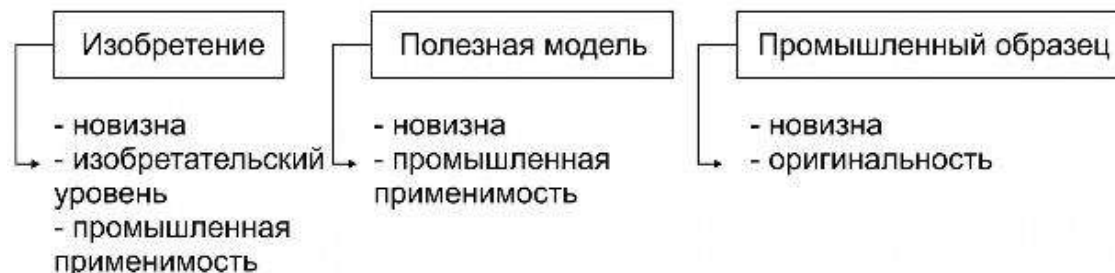 Изобретение
- новизна
- изобретательский
уровень
- промышленная
применимость
Полезная модель
- новизна
- промышленная
применимость
Промышленный образец
- новизна
- оригинальность